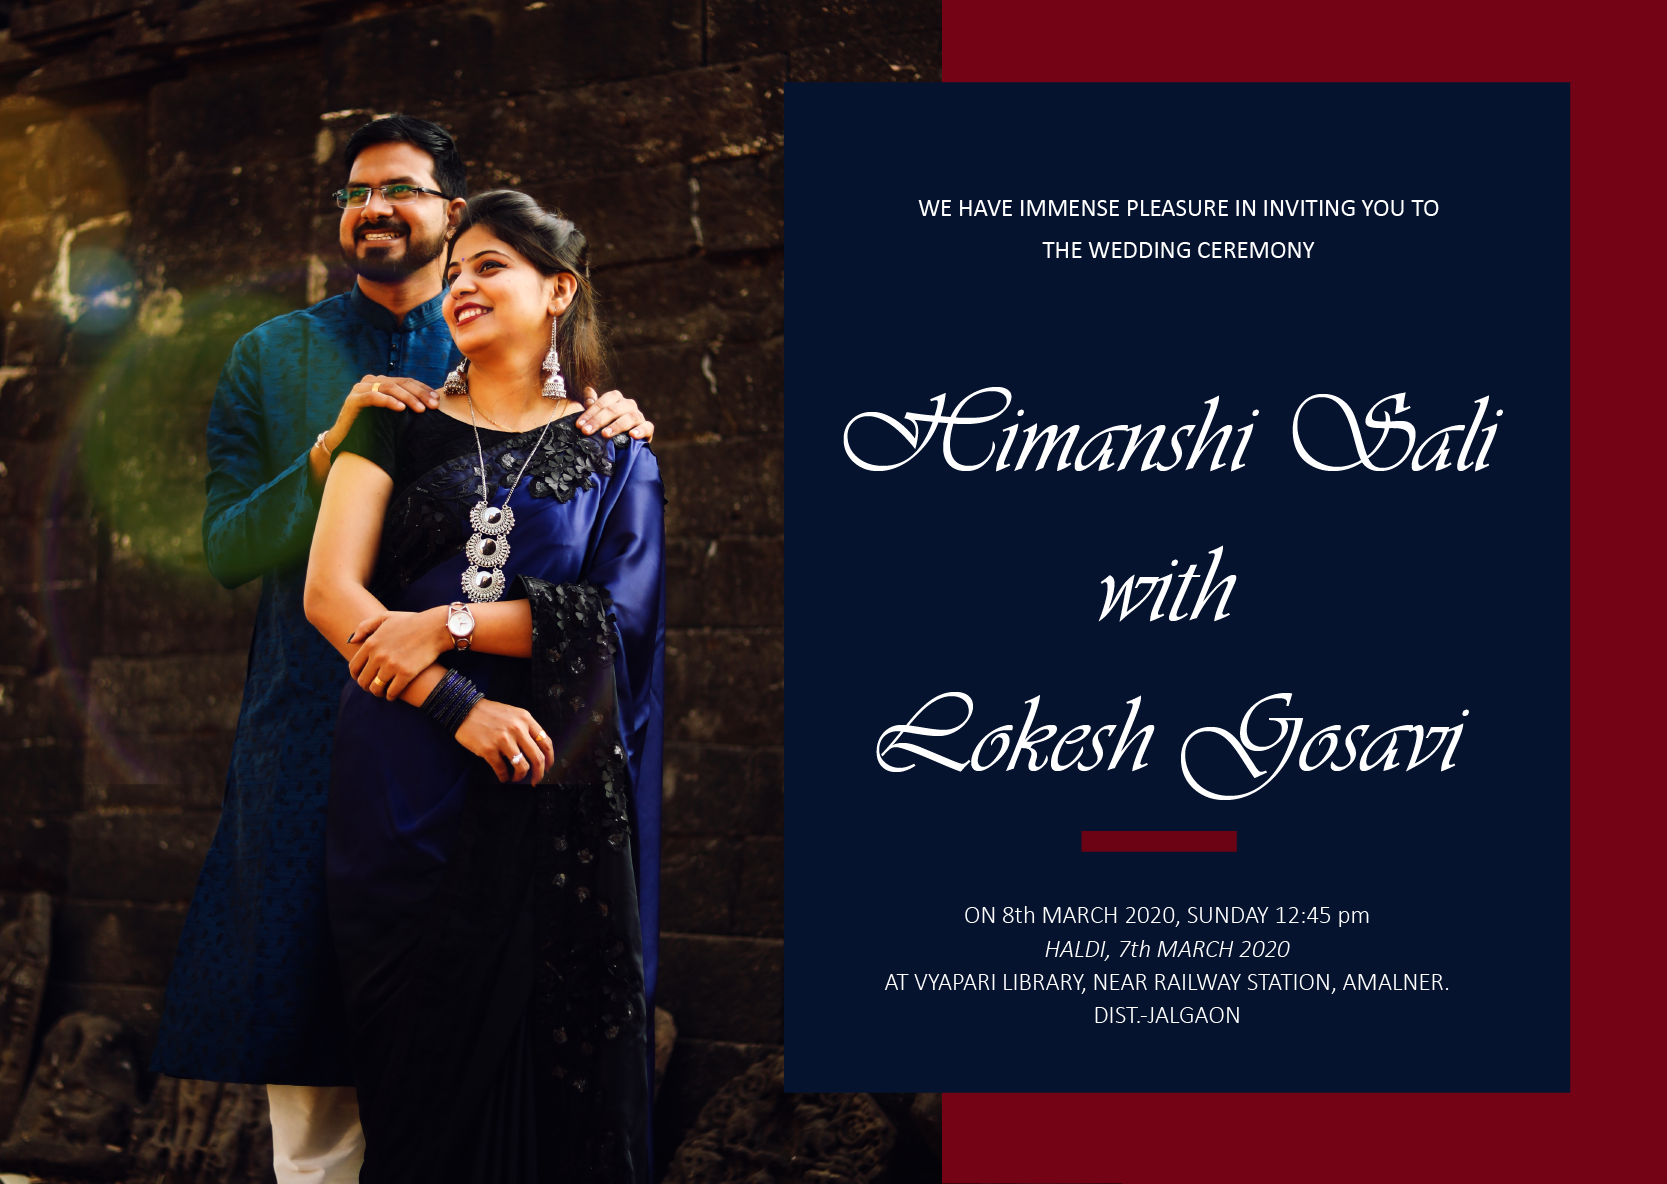 WE HAVE IMMENSE PLEASURE IN INVITING YOU TO
THE WEDDING CEREMONY
Himanshi Sali
with
Lokesh Gosavi
ON 8th MARCH 2020, SUNDAY 12:45 pm
HALDI, 7th MARCH 2020
AT VYAPARI LIBRARY, NEAR RAILWAY STATION, AMALNER.
DIST.-JALGAON